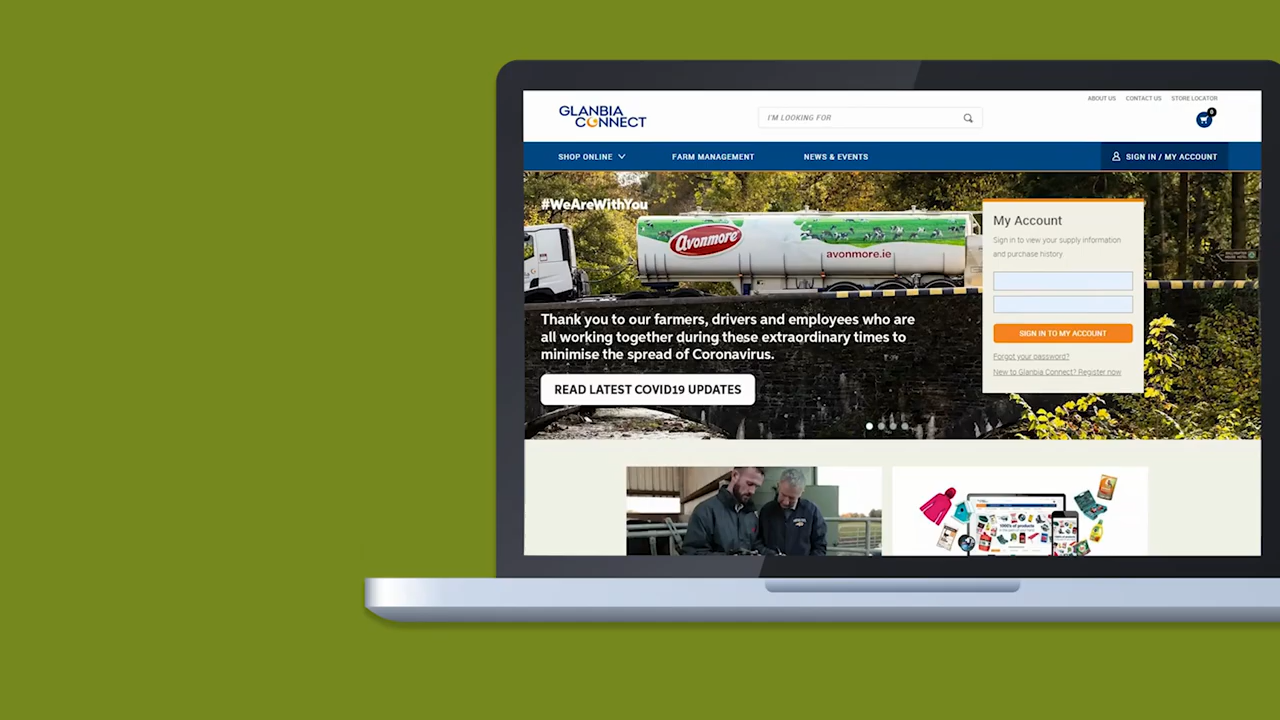 ABOUT US CONTACT US STORE LOCATOR
GLANBIA
CONNECT
I'M LOOKING FOR
0
SHOP ONLINE FARM MANAGEMENT NEWS & EVENTS SIGN IN / MY ACCOUNT
#WeAreWithYou
avonmore
avonmore.ie
My Account
Sign in to view your supply information
and purchase history
Thank you to our farmers, drivers and employees who are
all working together during these extraordinary times to
minimise the spread of Coronavirus.
READ LATEST COVID19 UPDATES
SIGN IN TO MY ACCOUNT
Forgot your password?
New to Glanbia Connect? Register now
1000's of products